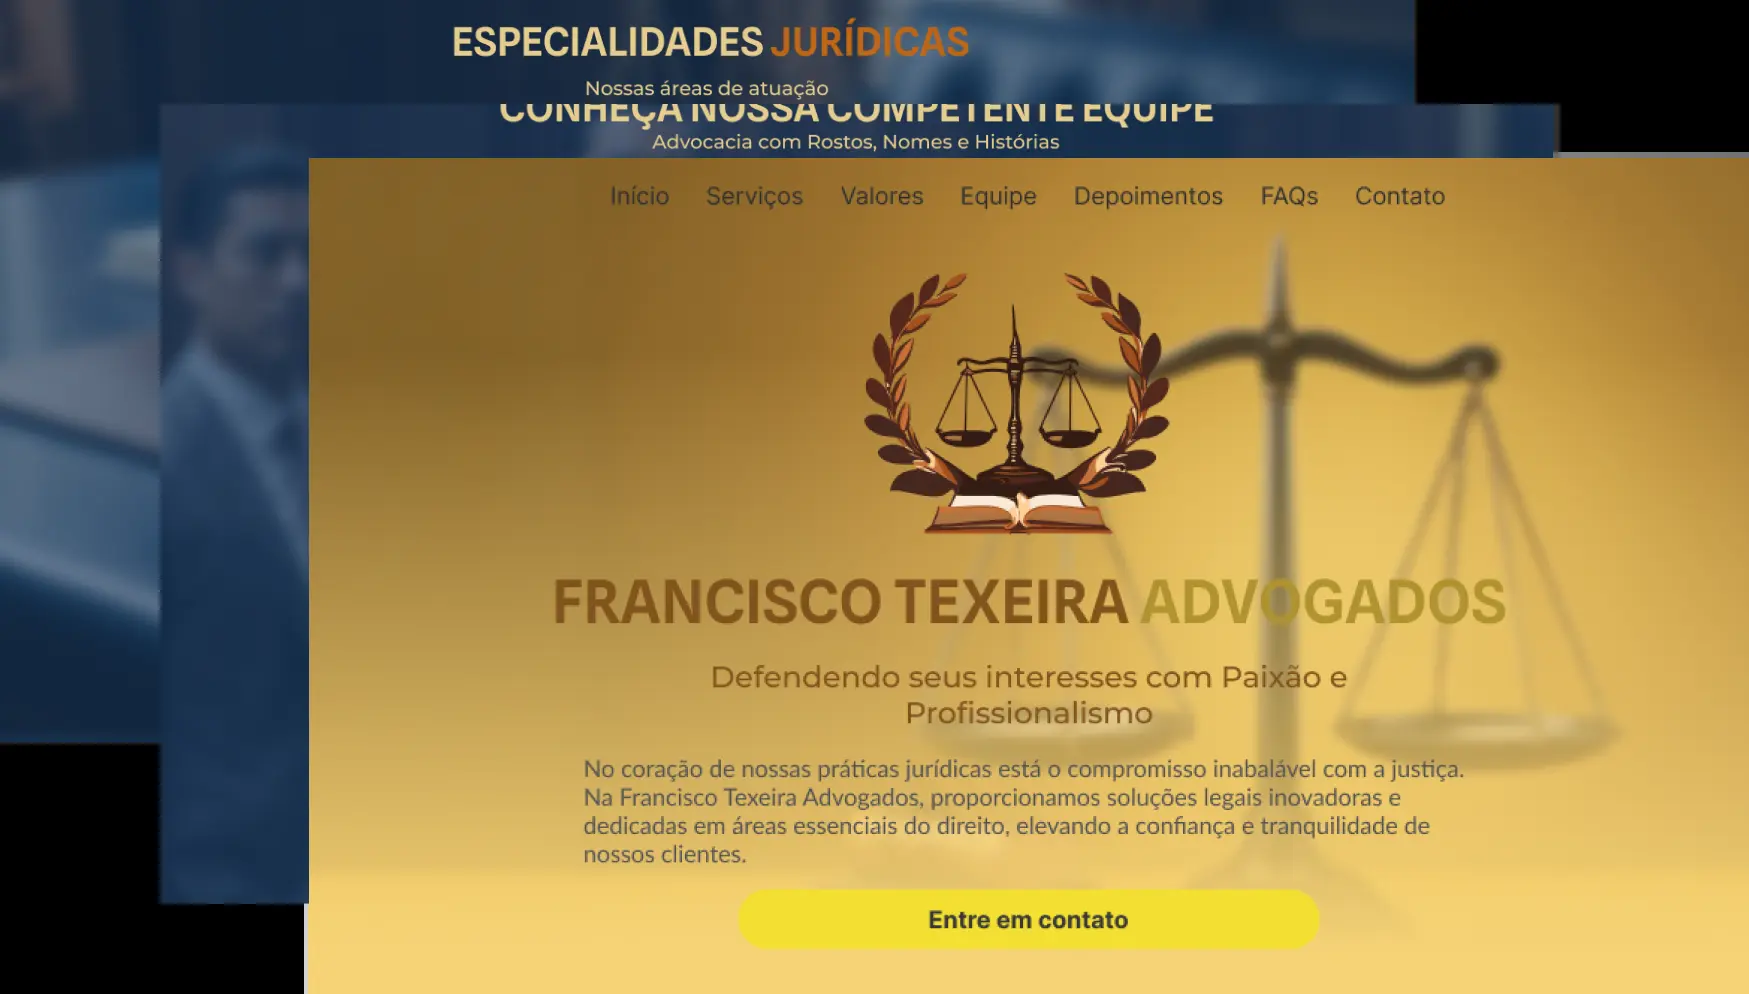 ESPECIALIDADES JURÍDICAS
Nossas áreas de atuação
CONHEÇA NOSSA COMPETENTE EQUIPE
Advocacia com Rostos, Nomes e Histórias
Início Serviços Valores Equipe Depoimentos FAQs Contato
FRANCISCO TEXEIRA ADVOGADOS
Defendendo seus interesses com Paixão e
Profissionalismo
No coração de nossas práticas jurídicas está o compromisso inabalável com a justiça.
Na Francisco Texeira Advogados, proporcionamos soluções legais inovadoras e
dedicadas em áreas essenciais do direito, elevando a confiança e tranquilidade de
nossos clientes.
Entre em contato